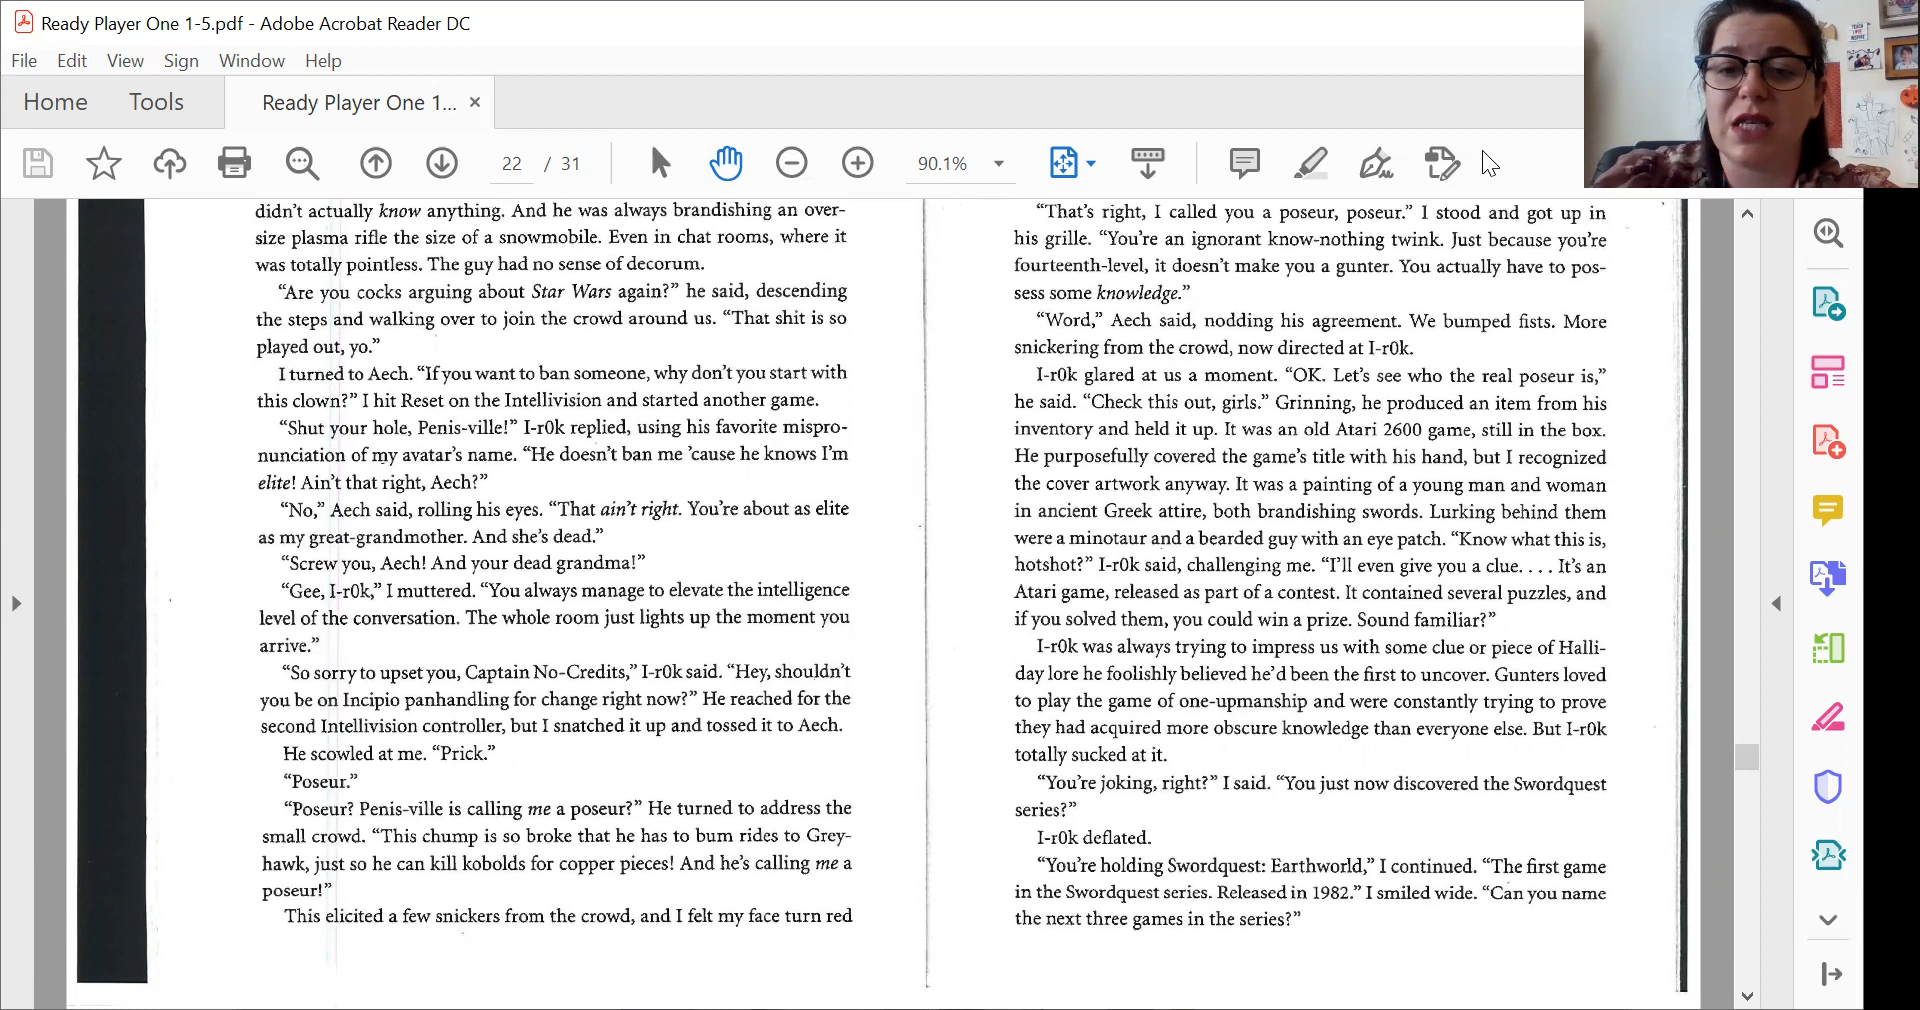 Ready Player One 1-5.pdf - Adobe Acrobat Reader DC
File Edit View Sign Window Help
Home Tools Ready Player One 1... ×
22 / 31 90.1%
didn’t actually know anything. And he was always brandishing an over-
size plasma rifle the size of a snowmobile. Even in chat rooms, where it
was totally pointless. The guy had no sense of decorum.
“Are you cocks arguing about Star Wars again?” he said, descending
the steps and walking over to join the crowd around us. “That shit is so
played out, yo.”
I turned to Aech. “If you want to ban someone, why don’t you start with
this clown?” I hit Reset on the Intellivision and started another game.
“Shut your hole, Penis-ville!” I-r0k replied, using his favorite mispro-
nunciation of my avatar’s name. “He doesn’t ban me ’cause he knows I’m
elite! Ain’t that right, Aech?”
“No,” Aech said, rolling his eyes. “That ain’t right. You’re about as elite
as my great-grandmother. And she’s dead.”
“Screw you, Aech! And your dead grandma!”
“Gee, I-r0k,” I muttered. “You always manage to elevate the intelligence
level of the conversation. The whole room just lights up the moment you
arrive.”
“So sorry to upset you, Captain No-Credits,” I-r0k said. “Hey, shouldn’t
you be on Incipio panhandling for change right now?” He reached for the
second Intellivision controller, but I snatched it up and tossed it to Aech.
He scowled at me. “Prick.”
“Poseur.”
“Poseur? Penis-ville is calling me a poseur?” He turned to address the
small crowd. “This chump is so broke that he has to bum rides to Grey-
hawk, just so he can kill kobolds for copper pieces! And he’s calling me a
poseur!”
This elicited a few snickers from the crowd, and I felt my face turn red
“That’s right, I called you a poseur, poseur.” I stood and got up in
his grille. “You’re an ignorant know-nothing twink. Just because you’re
fourteenth-level, it doesn’t make you a gunter. You actually have to pos-
sess some knowledge.”
“Word,” Aech said, nodding his agreement. We bumped fists. More
snickering from the crowd, now directed at I-r0k.
I-r0k glared at us a moment. “OK. Let’s see who the real poseur is,”
he said. “Check this out, girls.” Grinning, he produced an item from his
inventory and held it up. It was an old Atari 2600 game, still in the box.
He purposefully covered the game’s title with his hand, but I recognized
the cover artwork anyway. It was a painting of a young man and woman
in ancient Greek attire, both brandishing swords. Lurking behind them
were a minotaur and a bearded guy with an eye patch. “Know what this is,
hotshot?” I-r0k said, challenging me. “I’ll even give you a clue. . . . It’s an
Atari game, released as part of a contest. It contained several puzzles, and
if you solved them, you could win a prize. Sound familiar?”
I-r0k was always trying to impress us with some clue or piece of Halli-
day lore he foolishly believed he’d been the first to uncover. Gunters loved
to play the game of one-upmanship and were constantly trying to prove
they had acquired more obscure knowledge than everyone else. But I-r0k
totally sucked at it.
“You’re joking, right?” I said. “You just now discovered the Swordquest
series?”
I-r0k deflated.
“You’re holding Swordquest: Earthworld,” I continued. “The first game
in the Swordquest series. Released in 1982.” I smiled wide. “Can you name
the next three games in the series?”